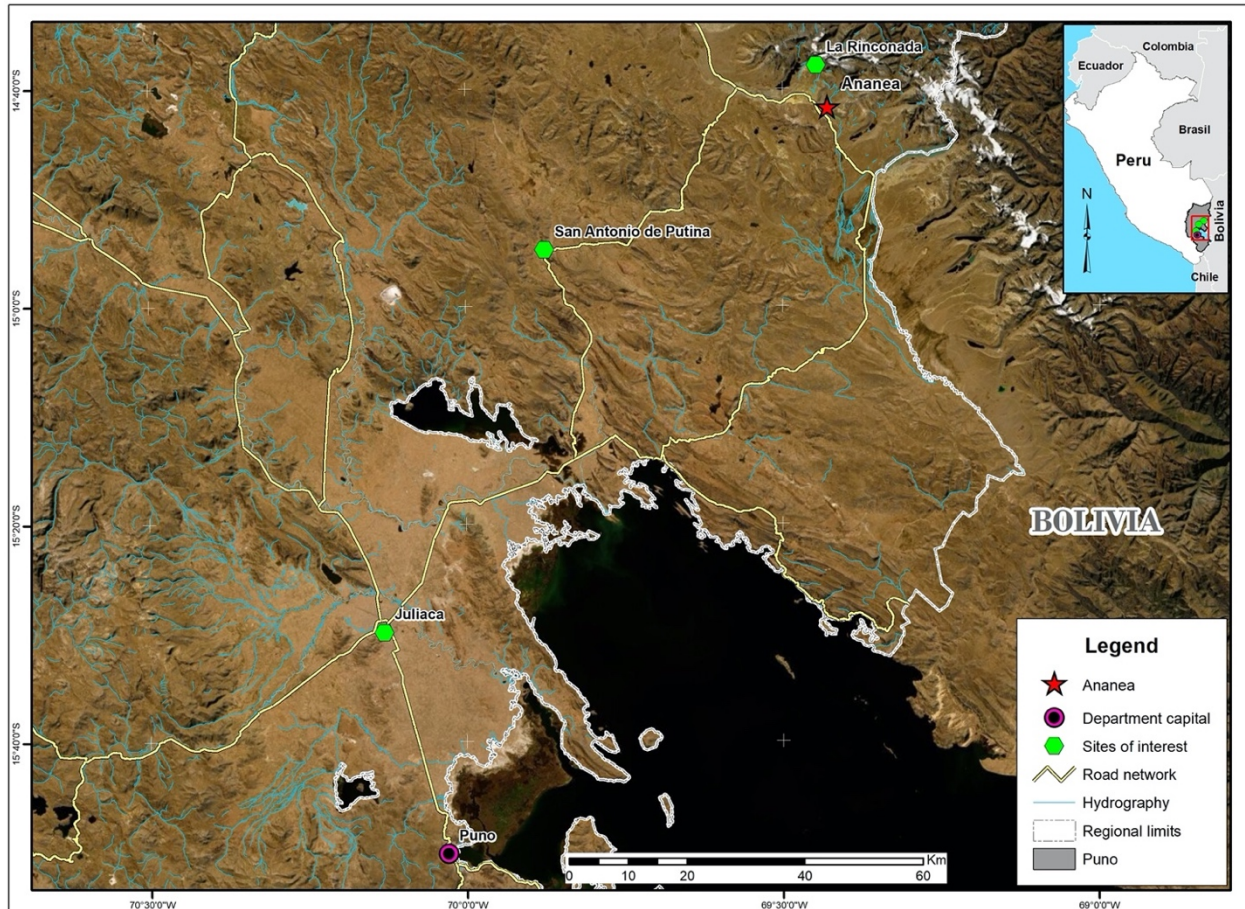 La Rinconada
Ananea
San Antonio de Putina
Juliaca
Puno
BOLIVIA
Colombia
Ecuador
Brasil
Peru
N
Bolivia
Chile
Legend
Ananea
Department capital
Sites of interest
Road network
Hydrography
Regional limits
Puno
Km
0 10 20 40 60
14°40'0"S
15°0'0"S
15°20'0"S
15°40'0"S
70°30'0"W
70°0'0"W
69°30'0"W
69°0'0"W